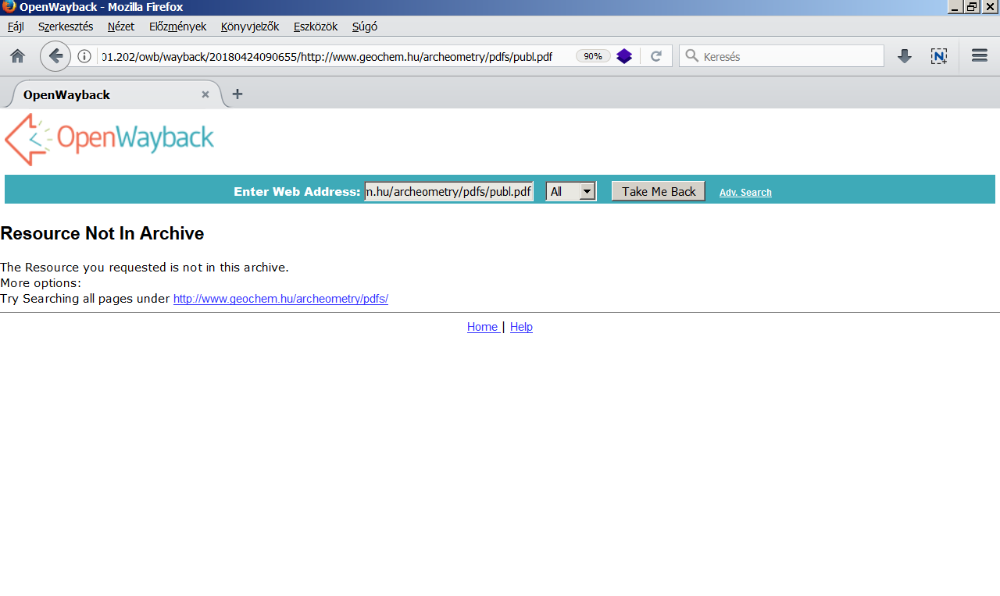 OpenWayback - Mozilla Firefox
Fájl Szerkesztés Nézet Előzmények Könyvjelzők Eszközök Súgó
01.202/owb/wayback/20180424090655/http://www.geochem.hu/archeometry/pdfs/publ.pdf 90% Keresés
OpenWayback
OpenWayback
Enter Web Address: n.hu/archeometry/pdfs/publ.pdf All Take Me Back Adv. Search
Resource Not In Archive
The Resource you requested is not in this archive.
More options:
Try Searching all pages under http://www.geochem.hu/archeometry/pdfs/
Home | Help